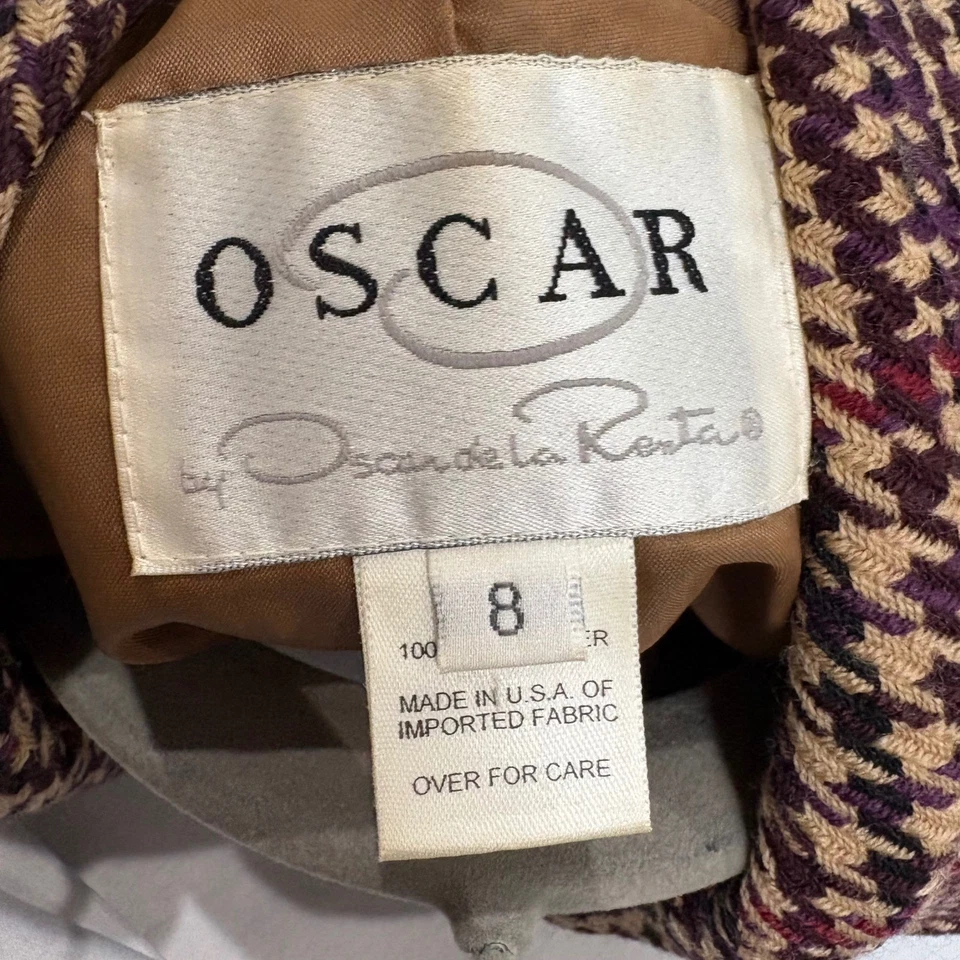 OSCAR
by Oscar de la Renta®
8
MADE IN U.S.A. OF
IMPORTED FABRIC
OVER FOR CARE